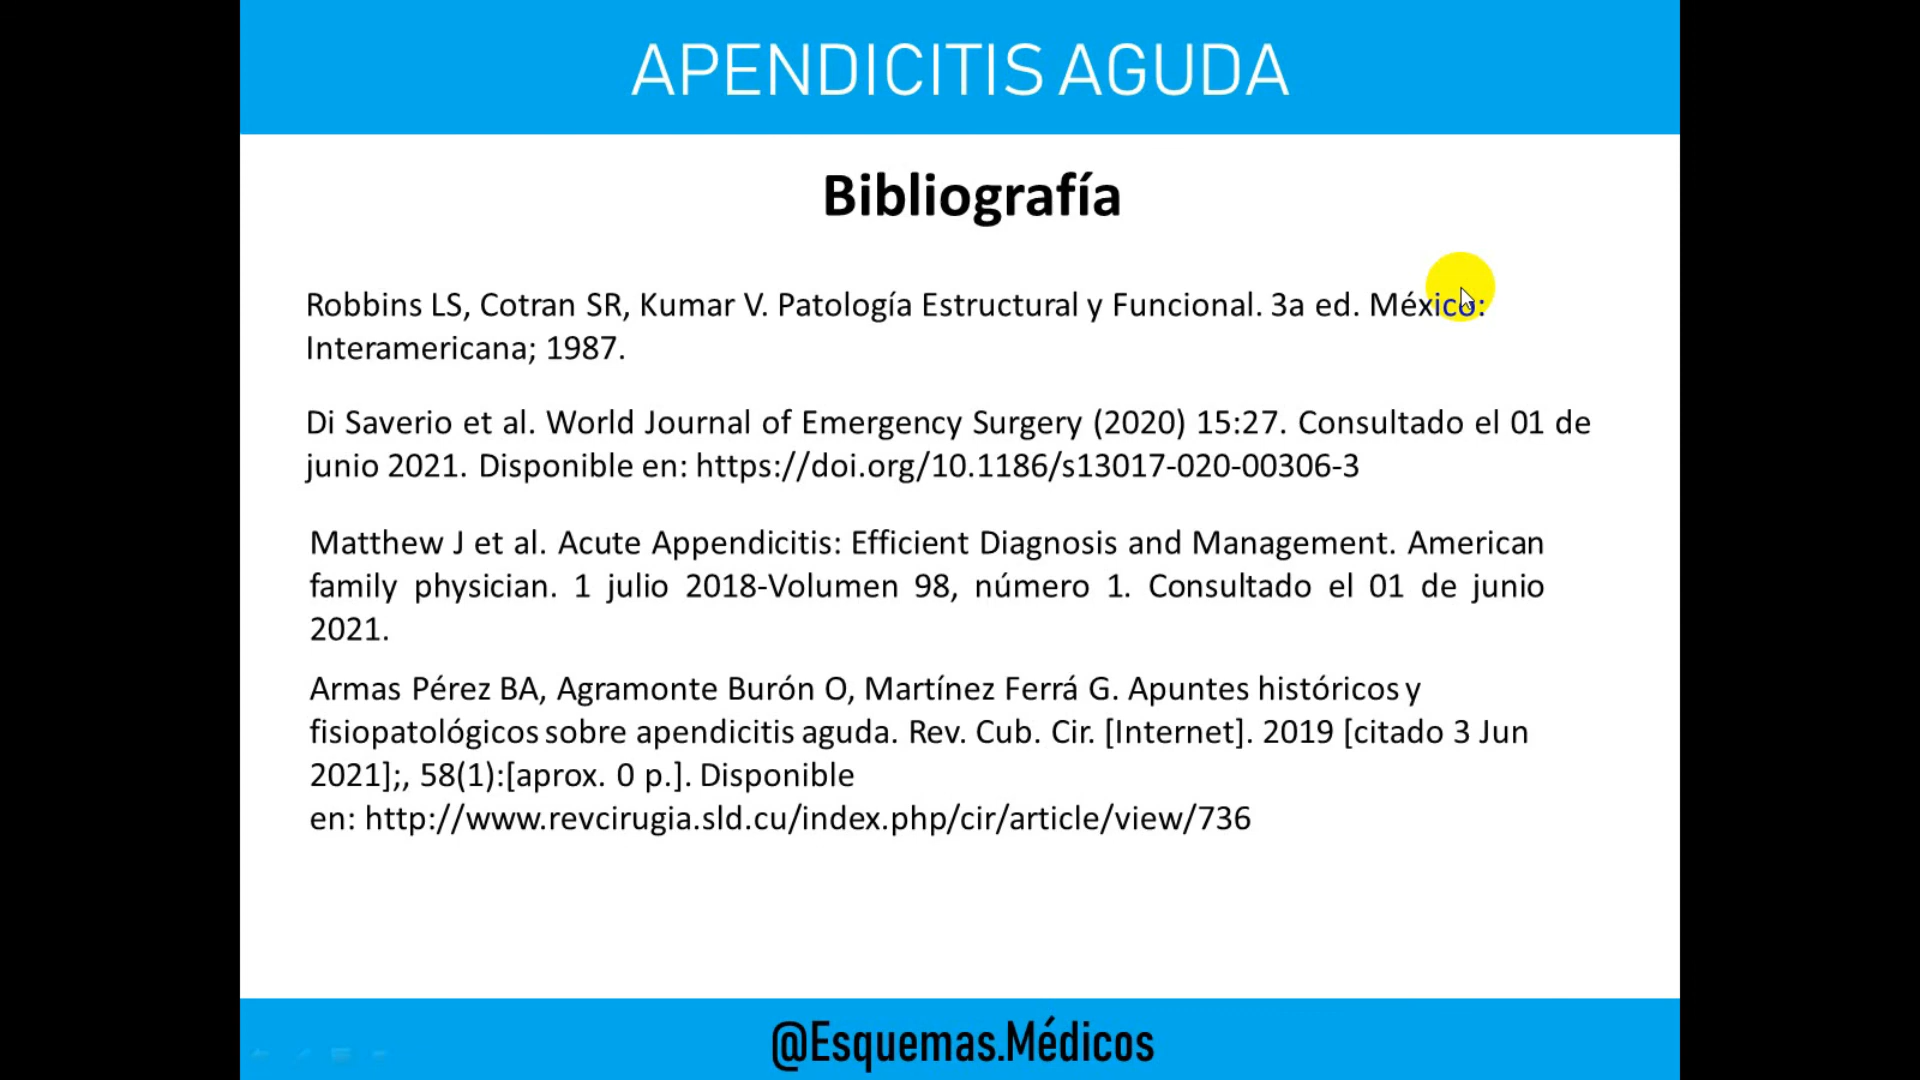 APENDICITIS AGUDA
Bibliografía
Robbins LS, Cotran SR, Kumar V. Patología Estructural y Funcional. 3a ed. México:
Interamericana; 1987.
Di Saverio et al. World Journal of Emergency Surgery (2020) 15:27. Consultado el 01 de
junio 2021. Disponible en: https://doi.org/10.1186/s13017-020-00306-3
Matthew J et al. Acute Appendicitis: Efficient Diagnosis and Management. American
family physician. 1 julio 2018-Volumen 98, número 1. Consultado el 01 de junio
2021.
Armas Pérez BA, Agramonte Burón O, Martínez Ferrá G. Apuntes históricos y
fisiopatológicos sobre apendicitis aguda. Rev. Cub. Cir. [Internet]. 2019 [citado 3 Jun
2021];, 58(1):[aprox. 0 p.]. Disponible
en: http://www.revcirugia.sld.cu/index.php/cir/article/view/736
@Esquemas.Médicos